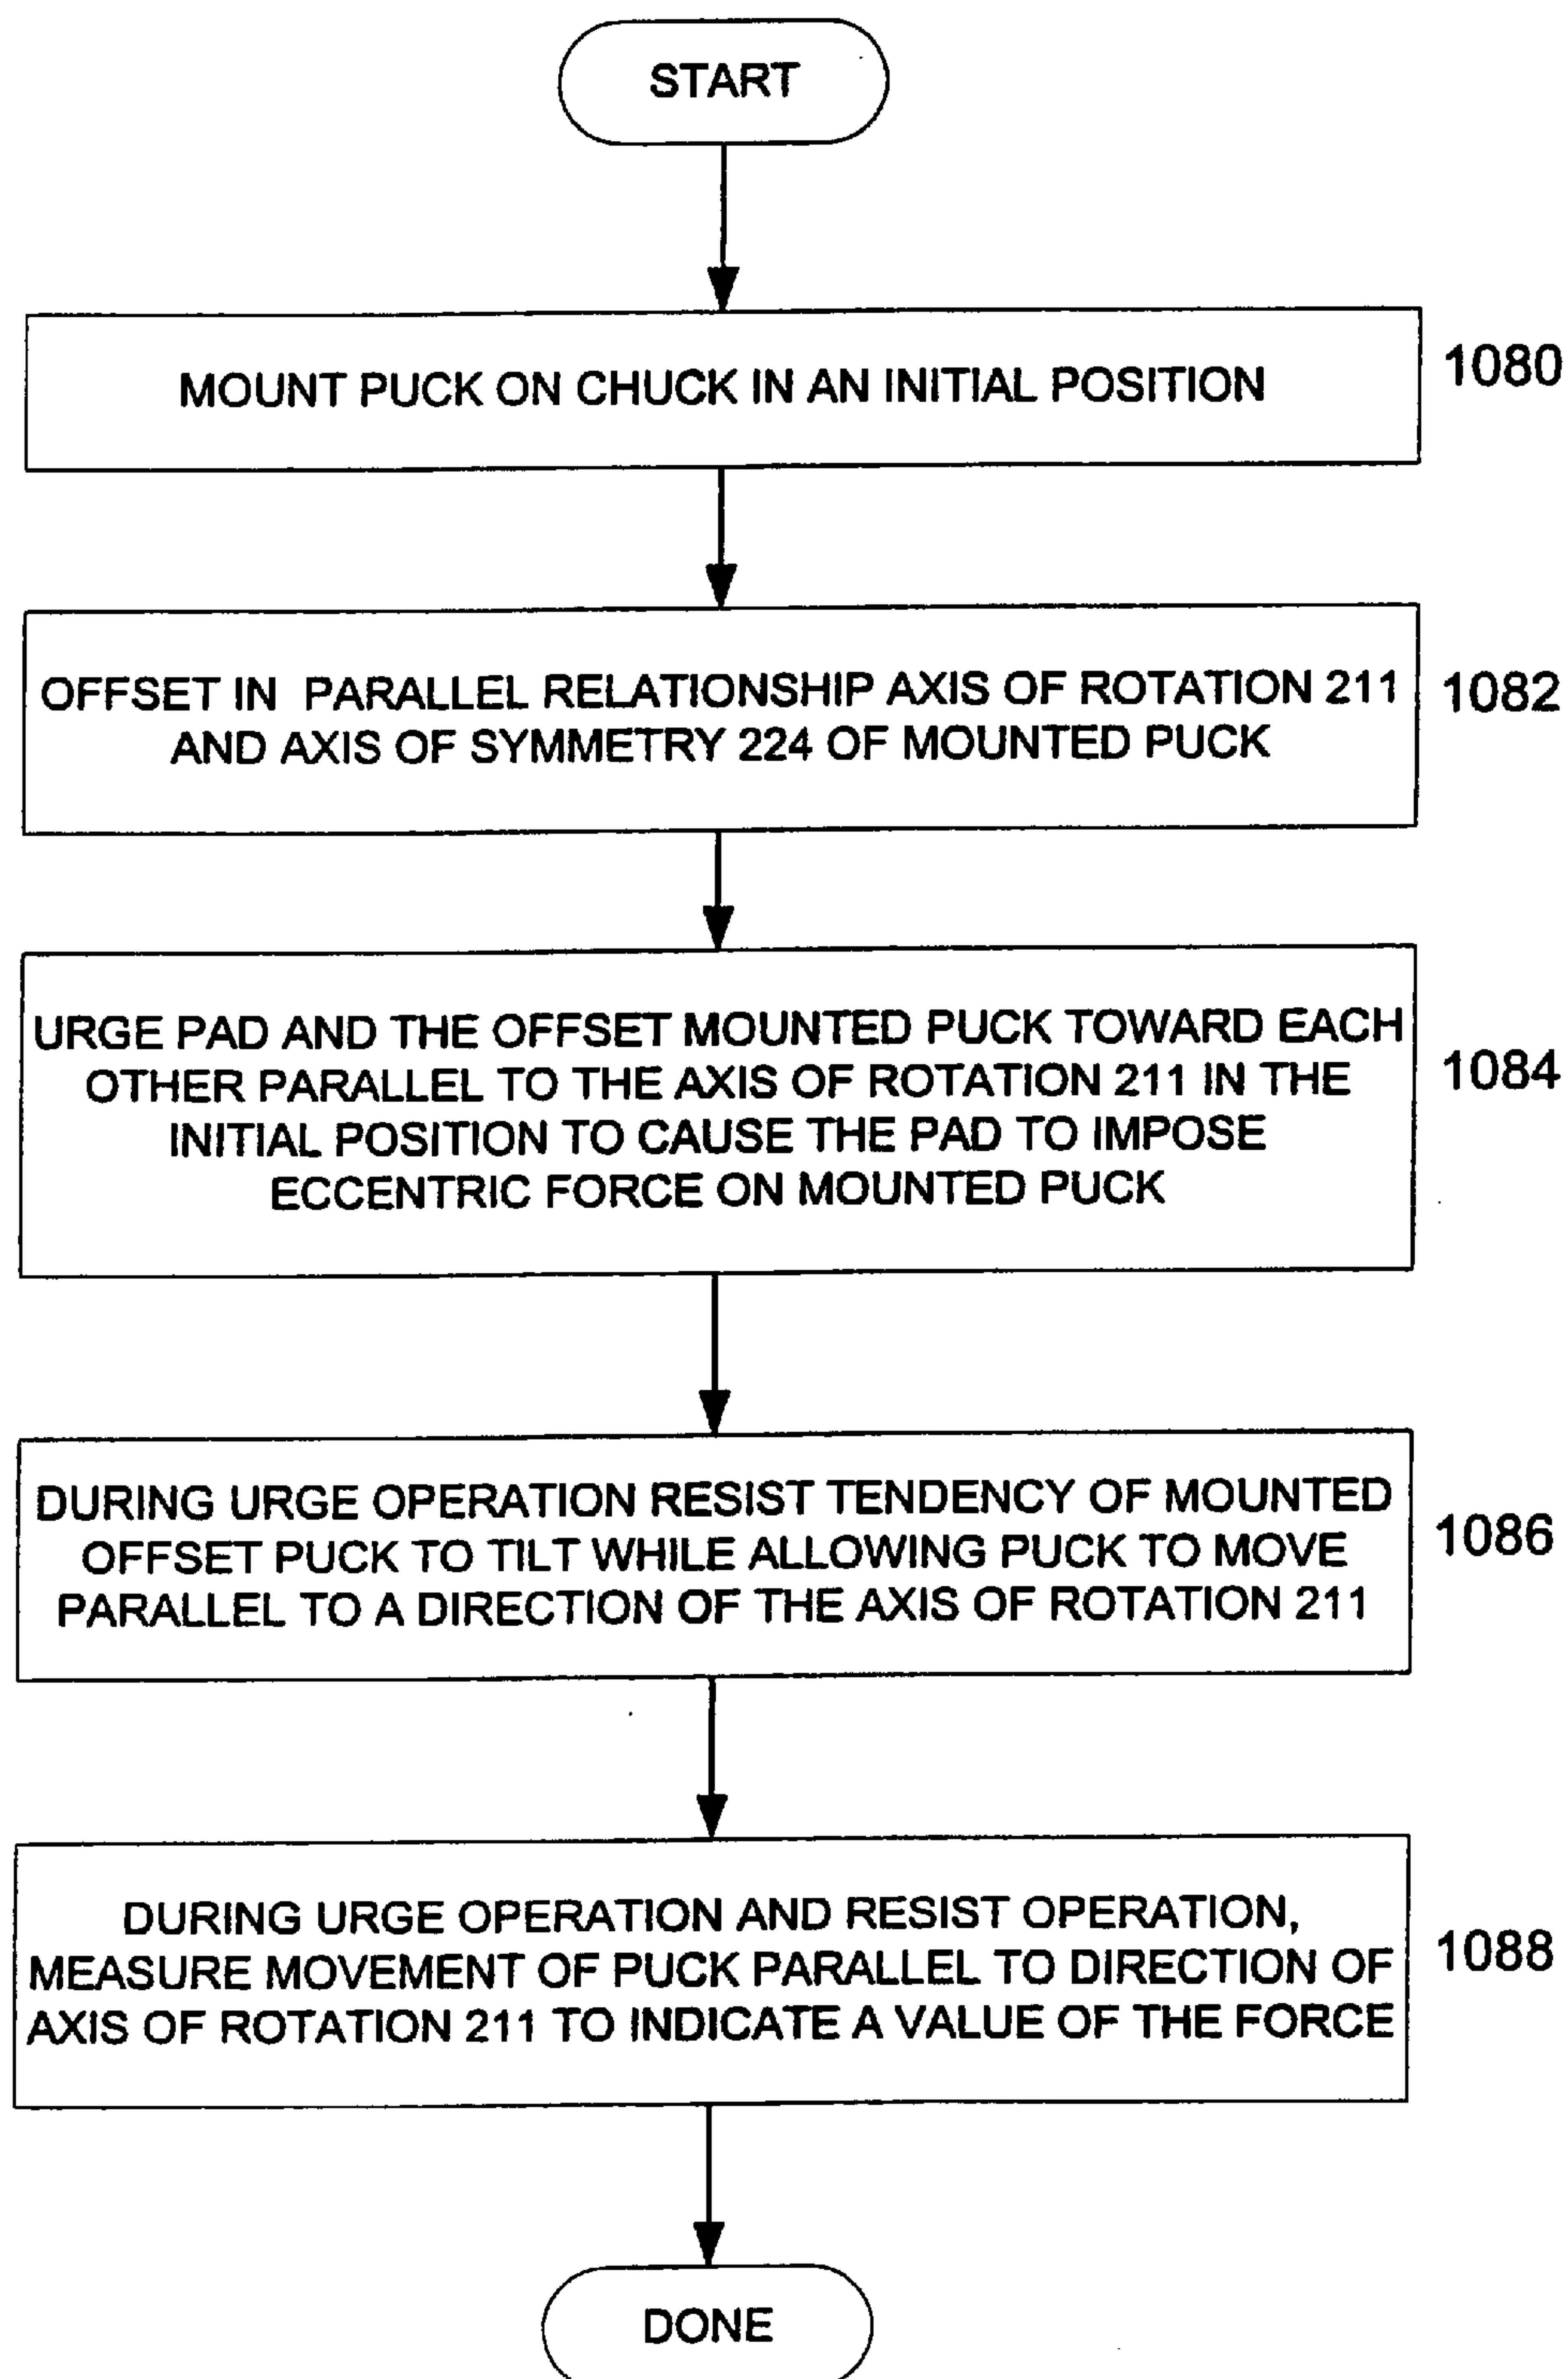 START
MOUNT PUCK ON CHUCK IN AN INITIAL POSITION
1080
OFFSET IN PARALLEL RELATIONSHIP AXIS OF ROTATION 211
AND AXIS OF SYMMETRY 224 OF MOUNTED PUCK
1082
URGE PAD AND THE OFFSET MOUNTED PUCK TOWARD EACH
OTHER PARALLEL TO THE AXIS OF ROTATION 211 IN THE
INITIAL POSITION TO CAUSE THE PAD TO IMPOSE
ECCENTRIC FORCE ON MOUNTED PUCK
1084
DURING URGE OPERATION RESIST TENDENCY OF MOUNTED
OFFSET PUCK TO TILT WHILE ALLOWING PUCK TO MOVE
PARALLEL TO A DIRECTION OF THE AXIS OF ROTATION 211
1086
DURING URGE OPERATION AND RESIST OPERATION,
MEASURE MOVEMENT OF PUCK PARALLEL TO DIRECTION OF
AXIS OF ROTATION 211 TO INDICATE A VALUE OF THE FORCE
1088
DONE